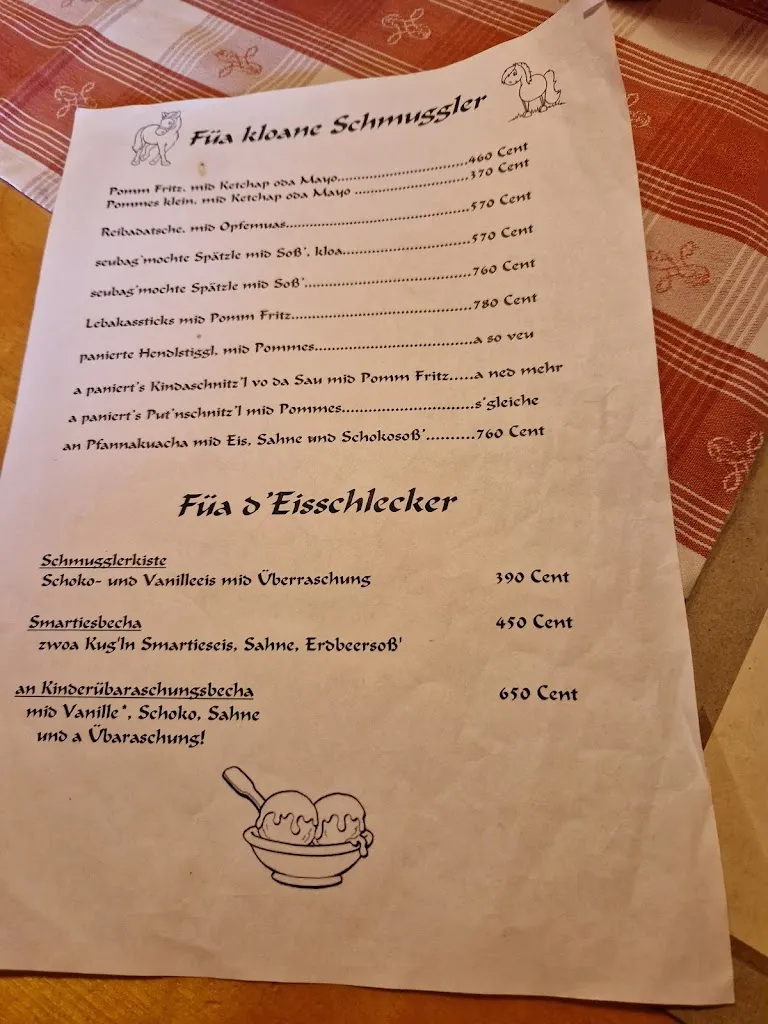 Füa kloane Schmuggler
Pomm Fritz, mid Ketchap oda Mayo..............................460 Cent
Pommes klein, mid Ketchap oda Mayo ..........................370 Cent
Reibadatsche, mid Opfemuas.........................................570 Cent
seubag'mochte Spätzle mid Soß', kloa............................570 Cent
seubag'mochte Spätzle mid Soß'.....................................760 Cent
Lebakassticks mid Pomm Fritz........................................780 Cent
panierte Hendlstiggl, mid Pommes..................................a so veu
a paniert's Kindaschnitz'l vo da Sau mid Pomm Fritz.....a ned mehr
a paniert's Put'nschnitz'l mid Pommes...........................s'gleiche
an Pfannakuacha mid Eis, Sahne und Schokosoß'..........760 Cent
Füa d'Eisschlecker
Schmugglerkiste
Schoko- und Vanilleeis mid Überraschung 390 Cent
Smartiesbecha 450 Cent
zwoa Kug'ln Smartieseis, Sahne, Erdbeersoß'
an Kinderübaraschungsbecha 650 Cent
mid Vanille*, Schoko, Sahne
und a Übaraschung!